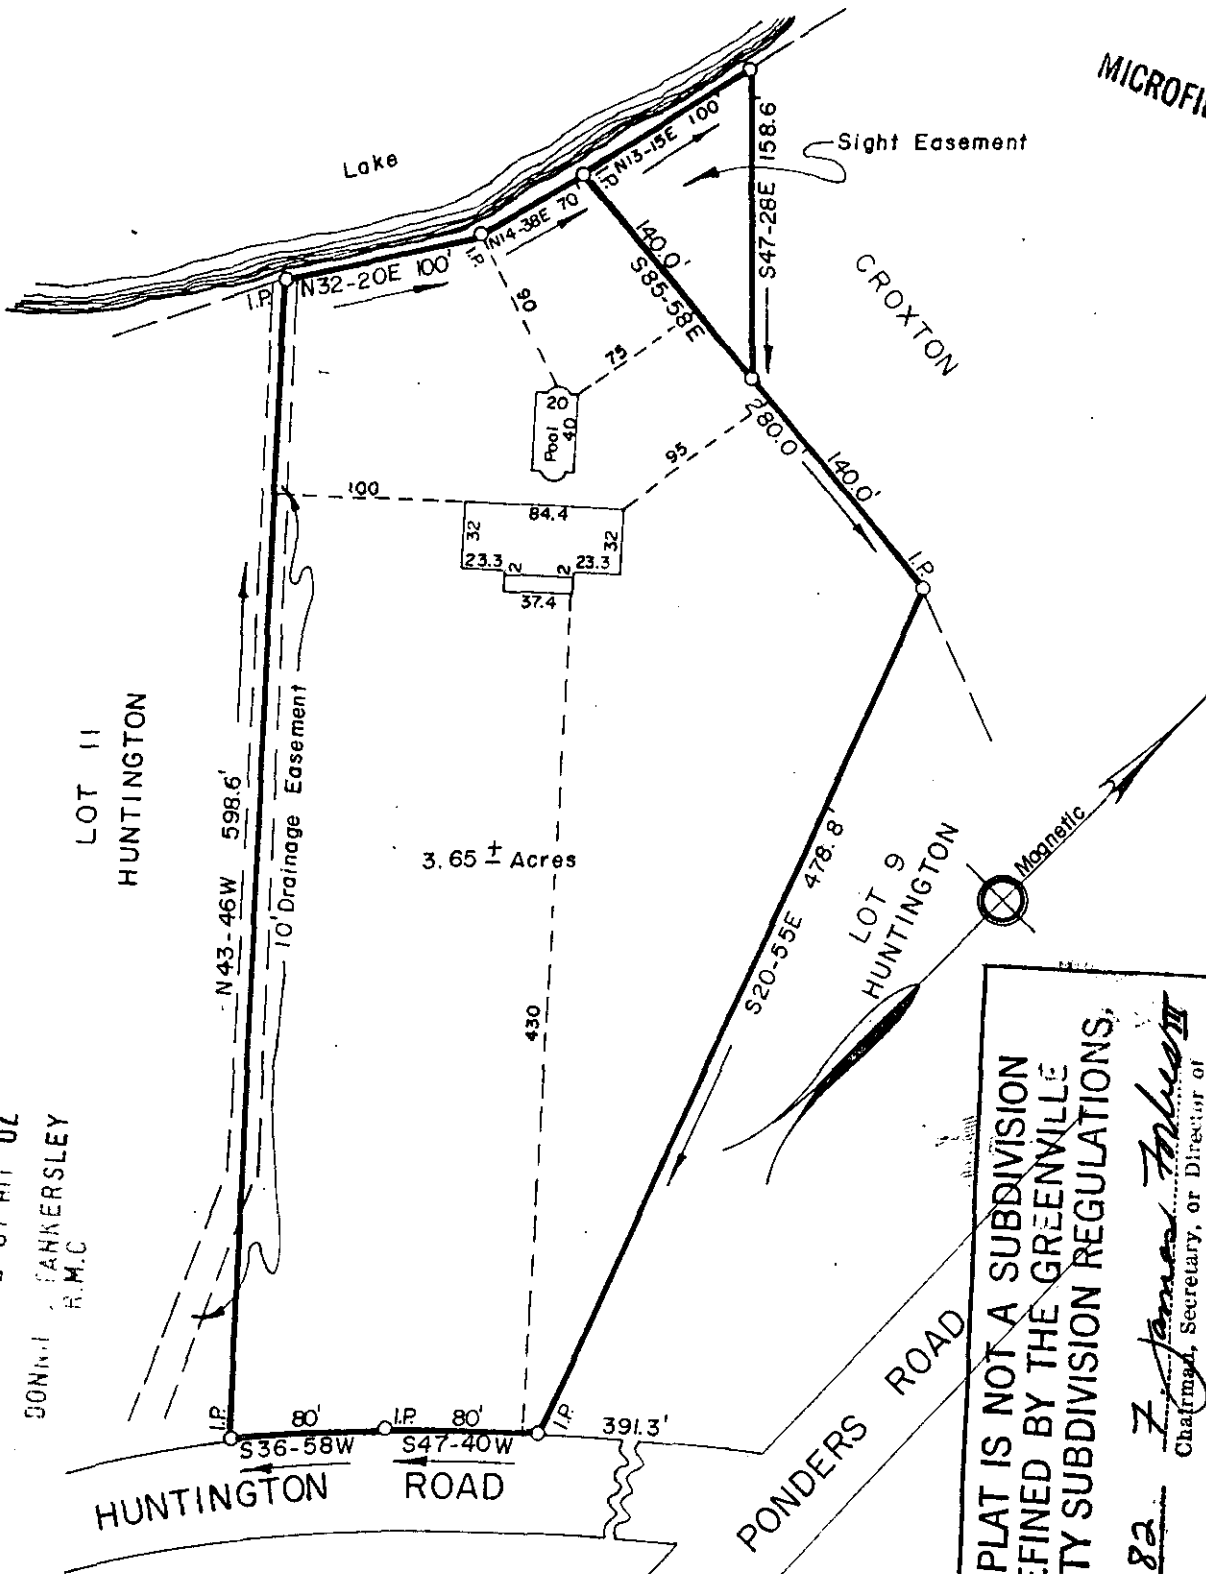 MICROFI
Lake
Sight Easement
N13-15E 100'
I.P.
S47-28E 158.6'
N14-38E 70'
I.P.
N32-20E 100'
I.P.
140.0'
S85-58E
CROXTON
90
75
20
40
Pool
95
280.0'
140.0'
I.P.
100
84.4
32
32
23.3
2
2
23.3
37.4
LOT 11
HUNTINGTON
N43-46W 598.6'
10' Drainage Easement
3.65 ± Acres
430
S20-55E 478.8'
LOT 9
HUNTINGTON
Magnetic
TANKERSLEY
R.M.C
I.P.
80'
I.P.
80'
I.P.
391.3'
S36-58W
S47-40W
HUNTINGTON ROAD
PONDERS ROAD
PLAT IS NOT A SUBDIVISION
EFINED BY THE GREENVILLE
TY SUBDIVISION REGULATIONS,
82
Chairman, Secretary, or Director of